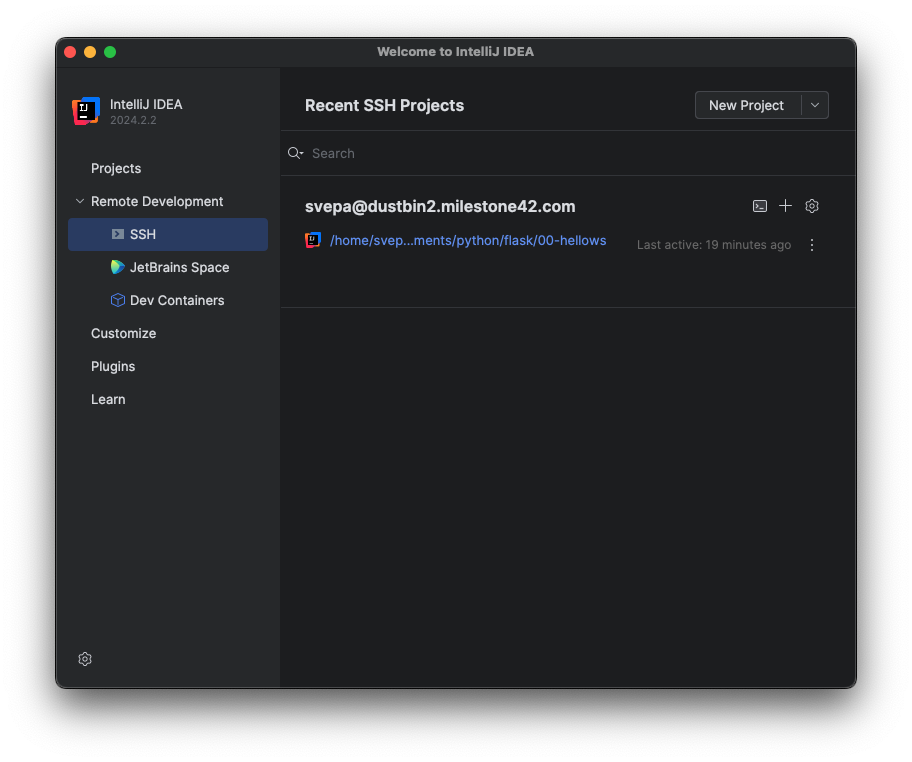 Welcome to IntelliJ IDEA
IJ
IntelliJ IDEA
2024.2.2
Projects
Remote Development
SSH
JetBrains Space
Dev Containers
Customize
Plugins
Learn
Recent SSH Projects
New Project
Search
svepa@dustbin2.milestone42.com
IJ
/home/svep...ments/python/flask/00-hellows
Last active: 19 minutes ago